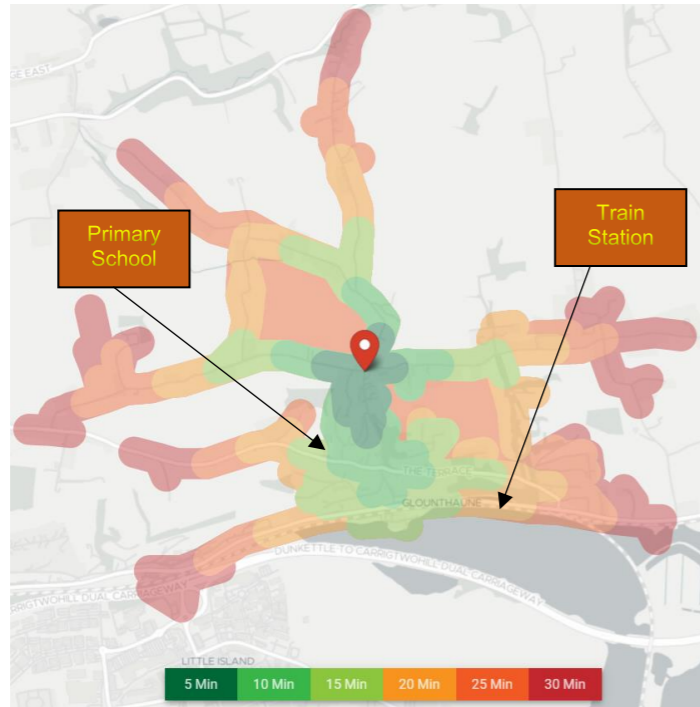 GE EAST
Primary
School
Train
Station
THE TERRACE
GLOUNTHAUNE
DUNKETTLE TO CARRIGTWOHILL DUAL CARRIAGEWAY
RRIGTWOHILL DUAL CARRIAGEWAY
LITTLE ISLAND
5 Min 10 Min 15 Min 20 Min 25 Min 30 Min